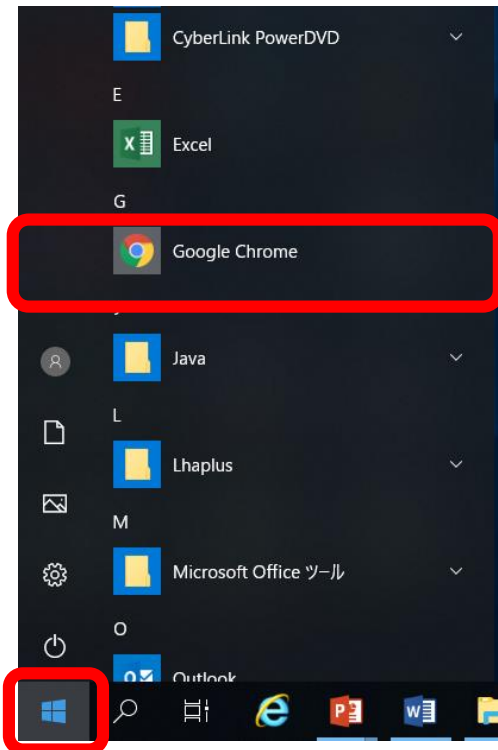 CyberLink PowerDVD
E
Excel
G
Google Chrome
Java
L
Lhaplus
M
Microsoft Office ツール
O
Outlook